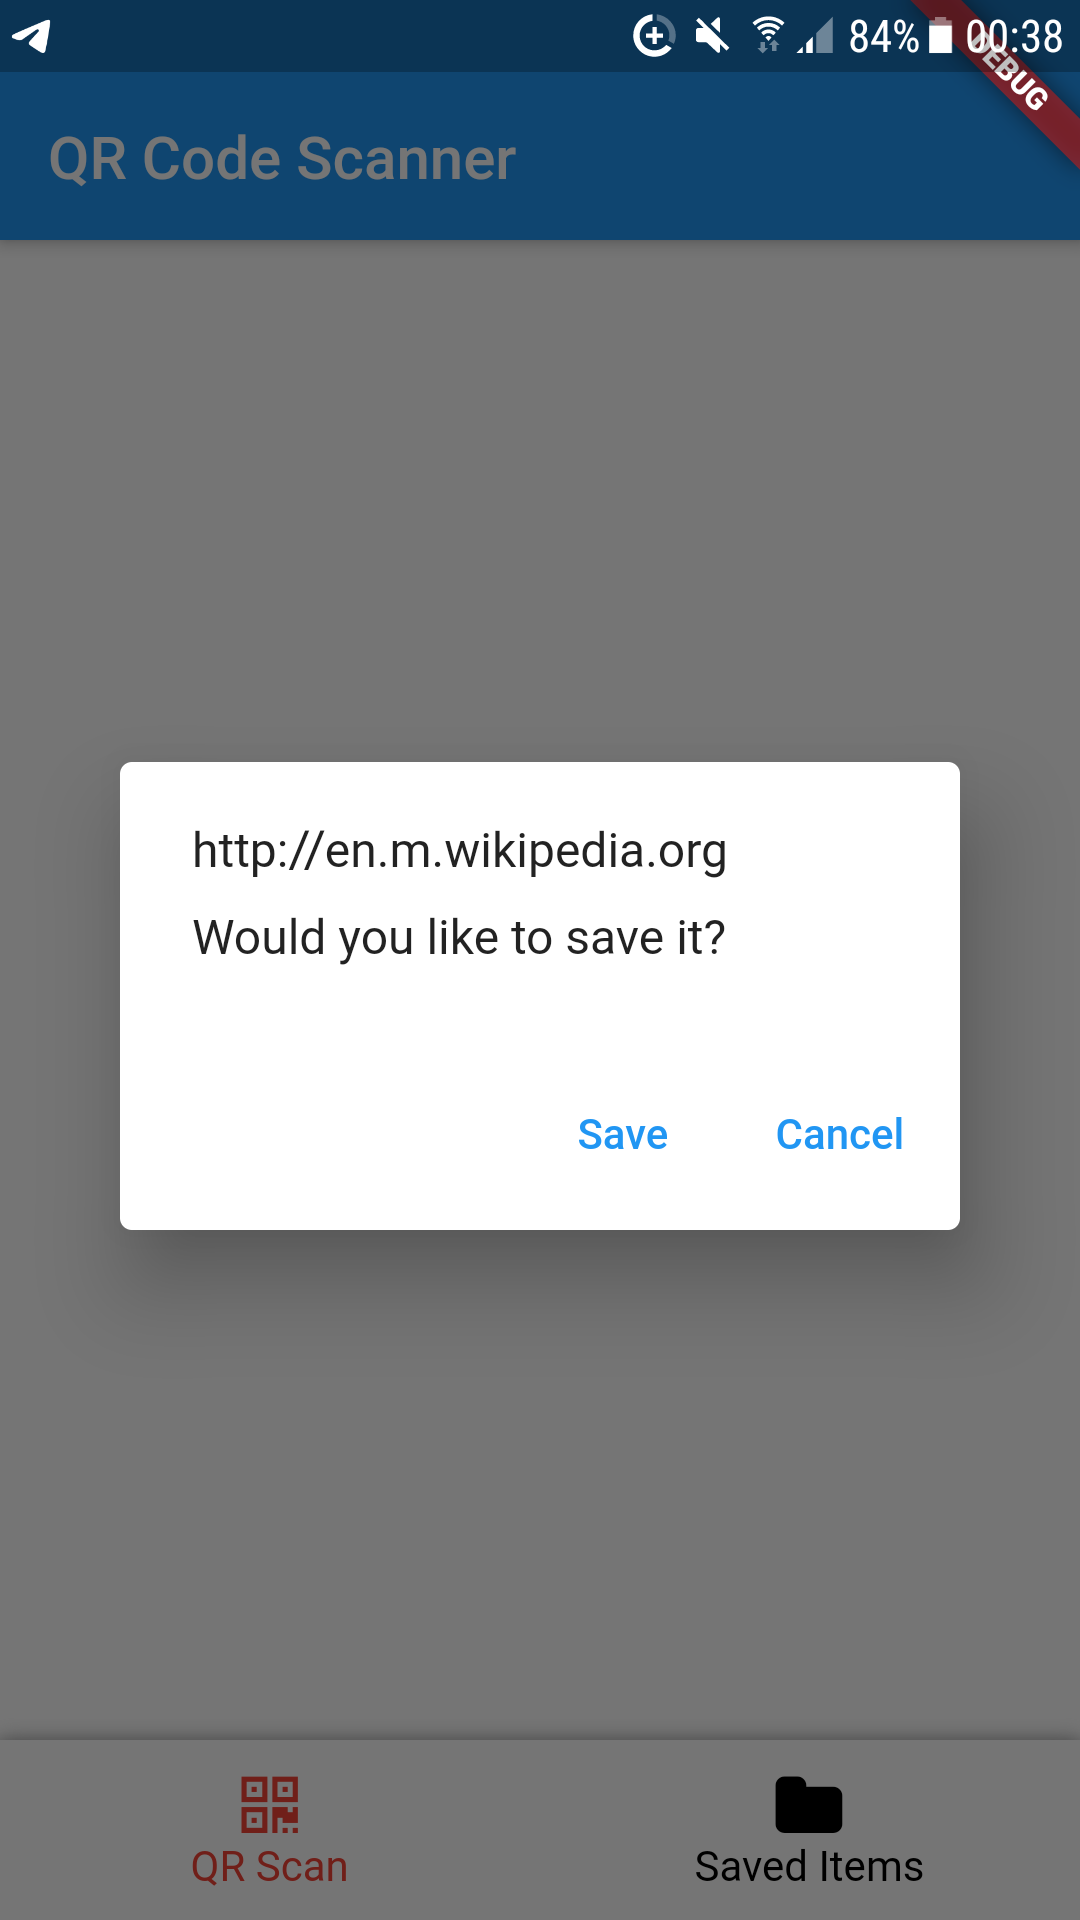 84% 00:38
DEBUG
QR Code Scanner
http://en.m.wikipedia.org
Would you like to save it?
Save Cancel
QR Scan Saved Items